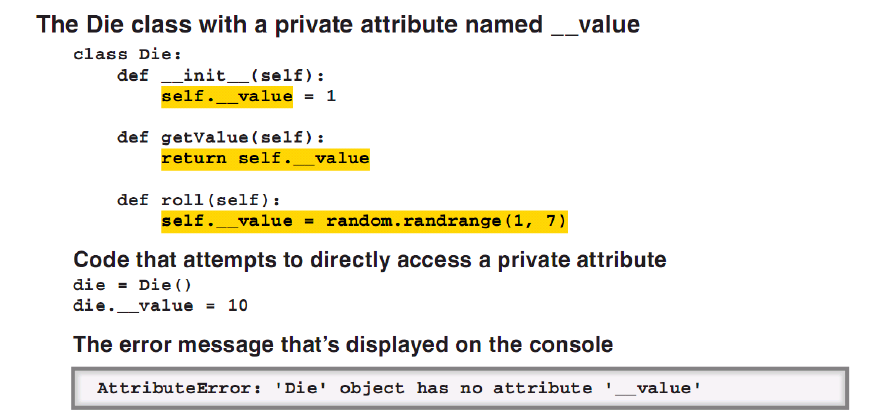 The Die class with a private attribute named __value
class Die:
    def __init__(self):
        self.__value = 1

    def getValue(self):
        return self.__value

    def roll(self):
        self.__value = random.randrange(1, 7)
Code that attempts to directly access a private attribute
die = Die()
die.__value = 10
The error message that’s displayed on the console
AttributeError: 'Die' object has no attribute '__value'